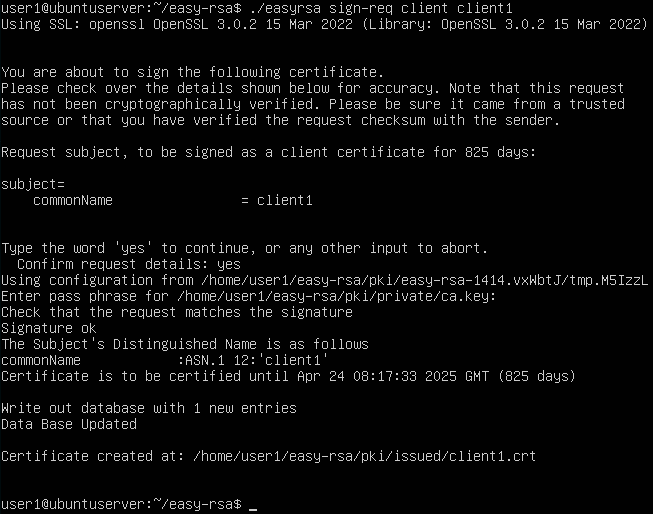 user1@ubuntuserver:~/easy-rsa$ ./easyrsa sign-req client client1
Using SSL: openssl OpenSSL 3.0.2 15 Mar 2022 (Library: OpenSSL 3.0.2 15 Mar 2022)
You are about to sign the following certificate.
Please check over the details shown below for accuracy. Note that this request
has not been cryptographically verified. Please be sure it came from a trusted
source or that you have verified the request checksum with the sender.
Request subject, to be signed as a client certificate for 825 days:
subject=
    commonName                = client1
Type the word 'yes' to continue, or any other input to abort.
  Confirm request details: yes
Using configuration from /home/user1/easy-rsa/pki/easy-rsa-1414.vxWbtJ/tmp.M5IzzL
Enter pass phrase for /home/user1/easy-rsa/pki/private/ca.key:
Check that the request matches the signature
Signature ok
The Subject's Distinguished Name is as follows
commonName            :ASN.1 12:'client1'
Certificate is to be certified until Apr 24 08:17:33 2025 GMT (825 days)
Write out database with 1 new entries
Data Base Updated
Certificate created at: /home/user1/easy-rsa/pki/issued/client1.crt
user1@ubuntuserver:~/easy-rsa$ _